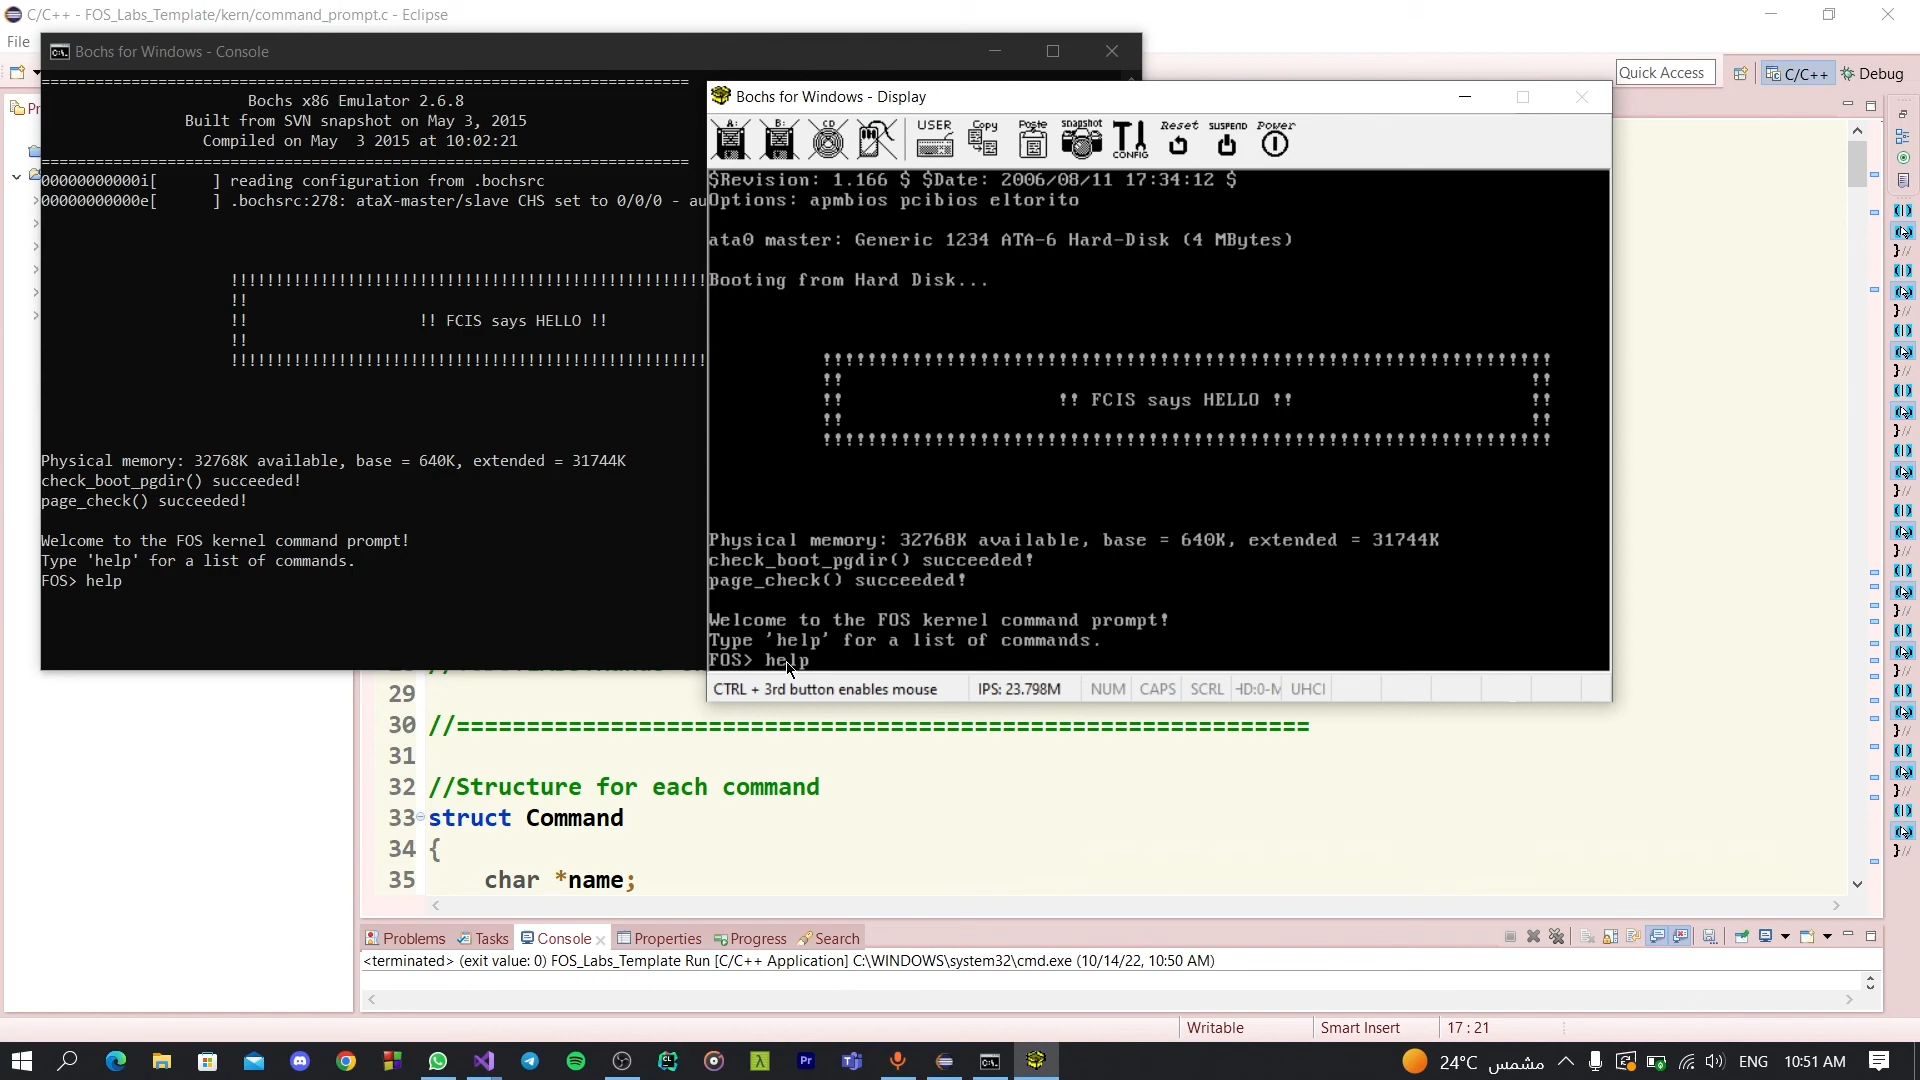 C/C++ - FOS_Labs_Template/kern/command_prompt.c - Eclipse
File
Quick Access
C/C++
Debug
Bochs for Windows - Console
========================================================================
Bochs x86 Emulator 2.6.8
Built from SVN snapshot on May 3, 2015
Compiled on May  3 2015 at 10:02:21
========================================================================
00000000000i[      ] reading configuration from .bochsrc
00000000000e[      ] .bochsrc:278: ataX-master/slave CHS set to 0/0/0 - au
!!!!!!!!!!!!!!!!!!!!!!!!!!!!!!!!!!!!!!!!!!!!!!!!!!!!!
!!
!! !! FCIS says HELLO !!
!!
!!!!!!!!!!!!!!!!!!!!!!!!!!!!!!!!!!!!!!!!!!!!!!!!!!!!!
Physical memory: 32768K available, base = 640K, extended = 31744K
check_boot_pgdir() succeeded!
page_check() succeeded!
Welcome to the FOS kernel command prompt!
Type 'help' for a list of commands.
FOS> help
Bochs for Windows - Display
A: B: CD USER Copy Paste snapshot CONFIG Reset SUSPEND Power
$Revision: 1.166 $ $Date: 2006/08/11 17:34:12 $
Options: apmbios pcibios eltorito
ata0 master: Generic 1234 ATA-6 Hard-Disk (4 MBytes)
Booting from Hard Disk...
!!!!!!!!!!!!!!!!!!!!!!!!!!!!!!!!!!!!!!!!!!!!!!!!!!!!!!!!!!!!!!!!
!! !!
!! !! FCIS says HELLO !! !!
!! !!
!!!!!!!!!!!!!!!!!!!!!!!!!!!!!!!!!!!!!!!!!!!!!!!!!!!!!!!!!!!!!!!!
Physical memory: 32768K available, base = 640K, extended = 31744K
check_boot_pgdir() succeeded!
page_check() succeeded!
Welcome to the FOS kernel command prompt!
Type 'help' for a list of commands.
FOS> help
CTRL + 3rd button enables mouse IPS: 23.798M NUM CAPS SCRL HD:0-M UHCI
29
30 //=============================================================
31
32 //Structure for each command
33 struct Command
34 {
35 char *name;
Problems Tasks Console Properties Progress Search
<terminated> (exit value: 0) FOS_Labs_Template Run [C/C++ Application] C:\WINDOWS\system32\cmd.exe (10/14/22, 10:50 AM)
Writable Smart Insert 17 : 21
24°C مشمس ENG 10:51 AM